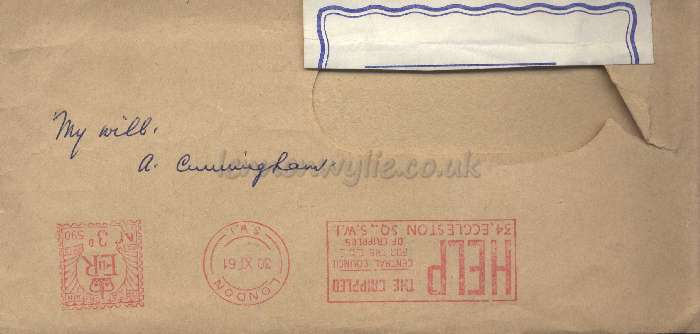 My will.
A. Cunningham.
lennonwylie.co.uk
HELP THE CRIPPLED
CENTRAL COUNCIL
FOR THE CARE
OF CRIPPLES
34, ECCLESTON SQ., S.W.1.
LONDON
30 XI 61
S.W.1.
E II R
3D
590